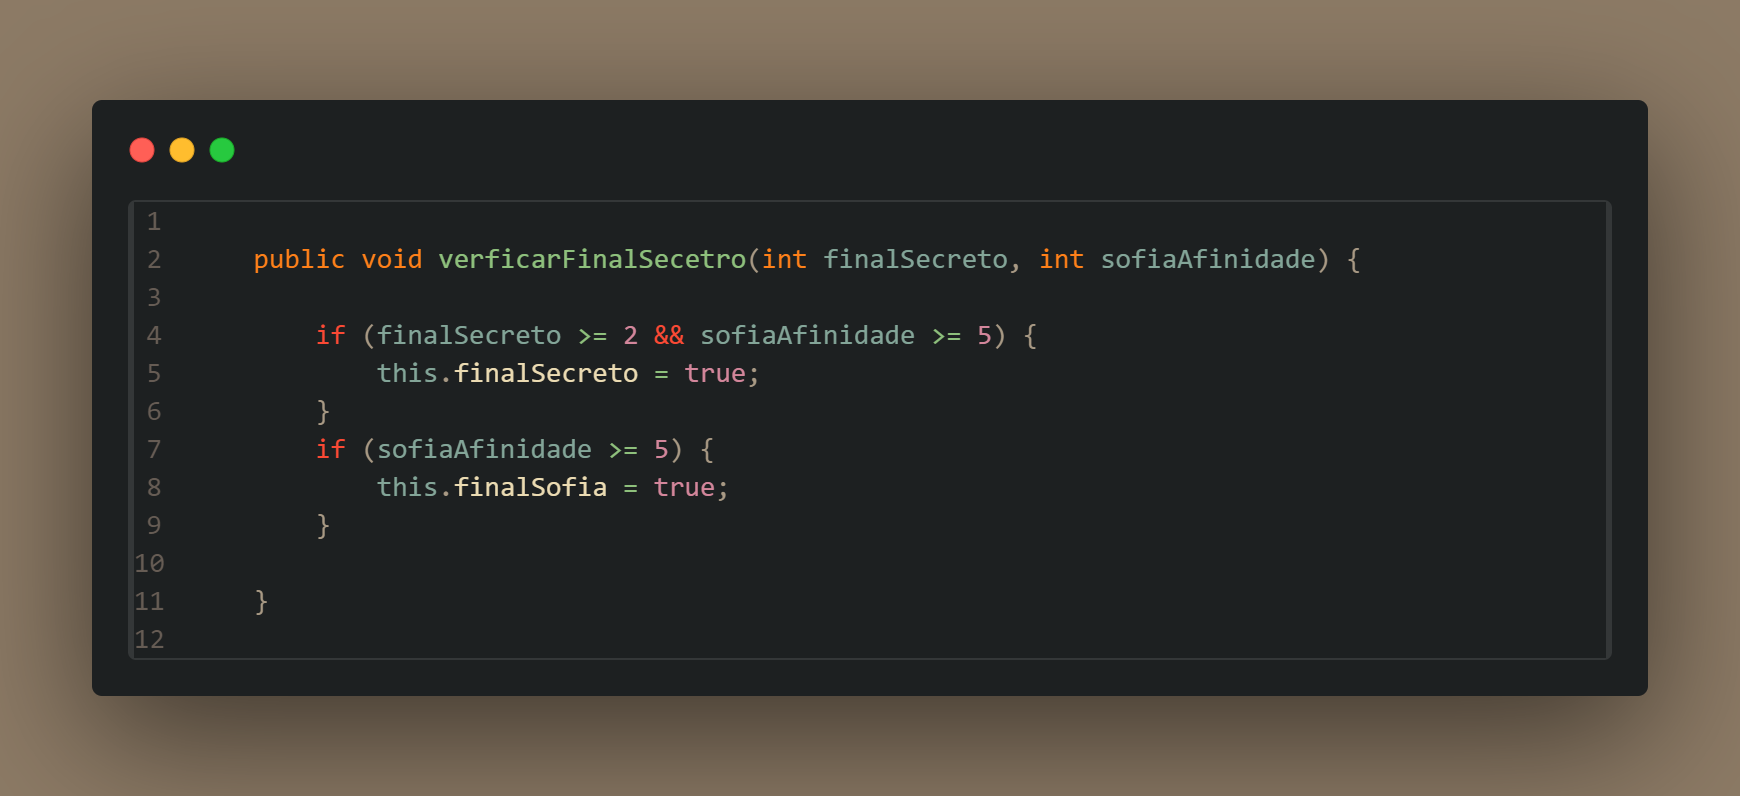 1
2 public void verficarFinalSecetro(int finalSecreto, int sofiaAfinidade) {
3
4 if (finalSecreto >= 2 && sofiaAfinidade >= 5) {
5 this.finalSecreto = true;
6 }
7 if (sofiaAfinidade >= 5) {
8 this.finalSofia = true;
9 }
10
11 }
12